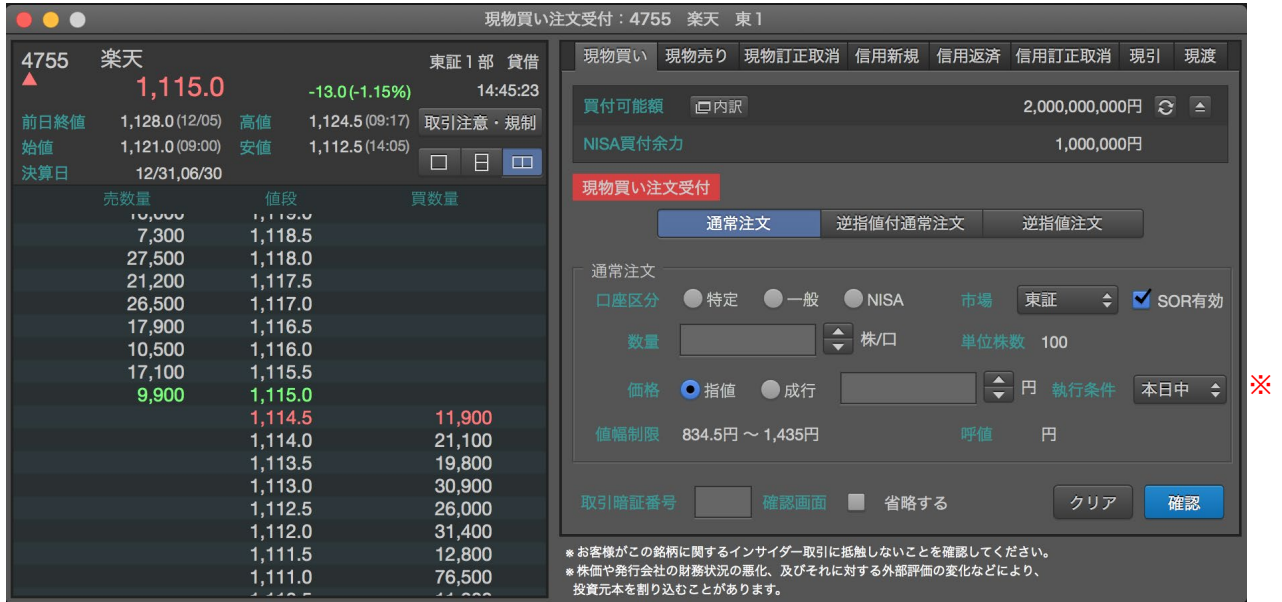 現物買い注文受付：4755 楽天 東1
4755 楽天 東証1部 貸借
1,115.0 -13.0(-1.15%) 14:45:23
前日終値 1,128.0(12/05) 高値 1,124.5(09:17) 取引注意・規制
始値 1,121.0(09:00) 安値 1,112.5(14:05)
決算日 12/31,06/30
売数量 値段 買数量
7,300 1,118.5
27,500 1,118.0
21,200 1,117.5
26,500 1,117.0
17,900 1,116.5
10,500 1,116.0
17,100 1,115.5
9,900 1,115.0
1,114.5 11,900
1,114.0 21,100
1,113.5 19,800
1,113.0 30,900
1,112.5 26,000
1,112.0 31,400
1,111.5 12,800
1,111.0 76,500
現物買い 現物売り 現物訂正取消 信用新規 信用返済 信用訂正取消 現引 現渡
買付可能額 内訳 2,000,000,000円
NISA買付余力 1,000,000円
現物買い注文受付
通常注文 逆指値付通常注文 逆指値注文
通常注文
口座区分 特定 一般 NISA 市場 東証 SOR有効
数量 株/口 単位株数 100
価格 指値 成行 円 執行条件 本日中 ※
値幅制限 834.5円 〜 1,435円 呼値 円
取引暗証番号 確認画面 省略する クリア 確認
※お客様がこの銘柄に関するインサイダー取引に抵触しないことを確認してください。
※株価や発行会社の財務状況の悪化、及びそれに対する外部評価の変化などにより、
投資元本を割り込むことがあります。